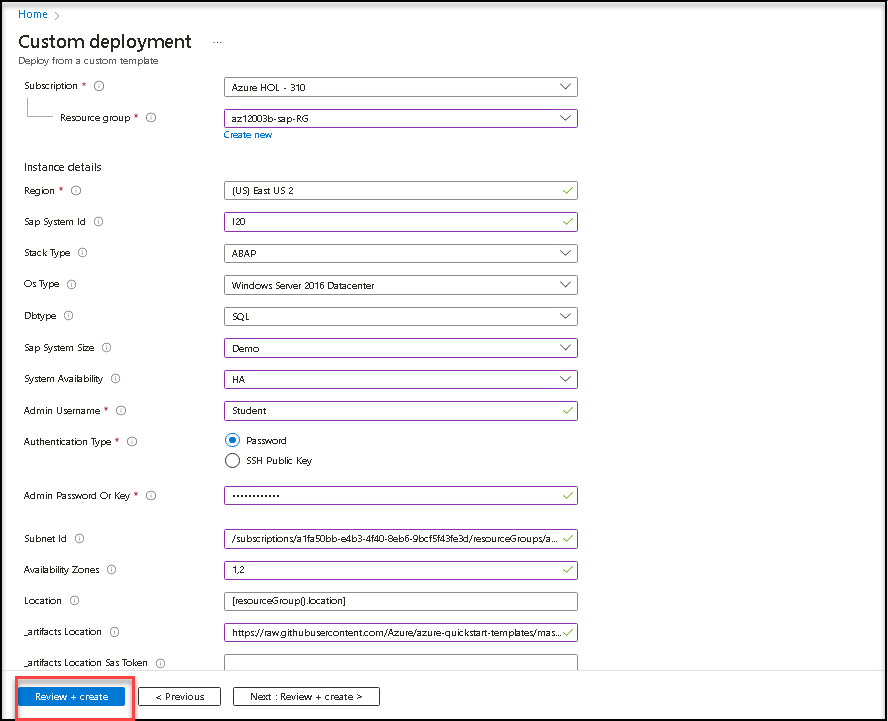 Home
Custom deployment ...
Deploy from a custom template
Subscription * Azure HOL - 310
Resource group * az12003b-sap-RG
Create new
Instance details
Region * (US) East US 2
Sap System Id I20
Stack Type ABAP
Os Type Windows Server 2016 Datacenter
Dbtype SQL
Sap System Size Demo
System Availability HA
Admin Username * Student
Authentication Type * Password
SSH Public Key
Admin Password Or Key * ••••••••••••
Subnet Id /subscriptions/a1fa50bb-e4b3-4f40-8eb6-9bcf5f43fe3d/resourceGroups/a...
Availability Zones 1,2
Location [resourceGroup().location]
_artifacts Location https://raw.githubusercontent.com/Azure/azure-quickstart-templates/mas...
_artifacts Location Sas Token
Review + create < Previous Next : Review + create >